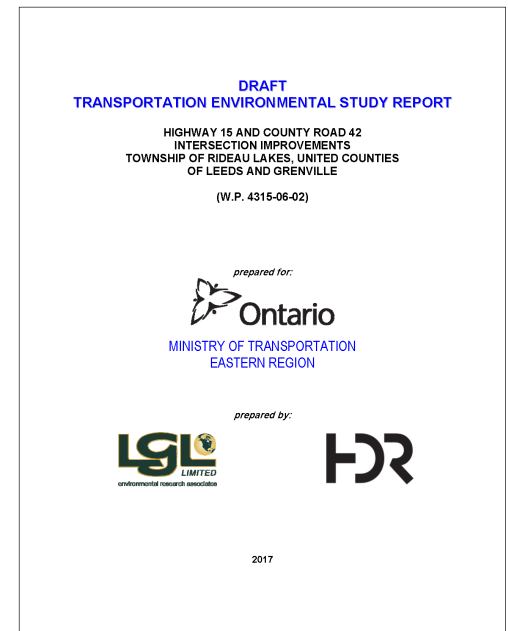 DRAFT
TRANSPORTATION ENVIRONMENTAL STUDY REPORT
HIGHWAY 15 AND COUNTY ROAD 42
INTERSECTION IMPROVEMENTS
TOWNSHIP OF RIDEAU LAKES, UNITED COUNTIES
OF LEEDS AND GRENVILLE
(W.P. 4315-06-02)
prepared for:
Ontario
MINISTRY OF TRANSPORTATION
EASTERN REGION
prepared by:
LGL
LIMITED
environmental research associates
HDR
2017